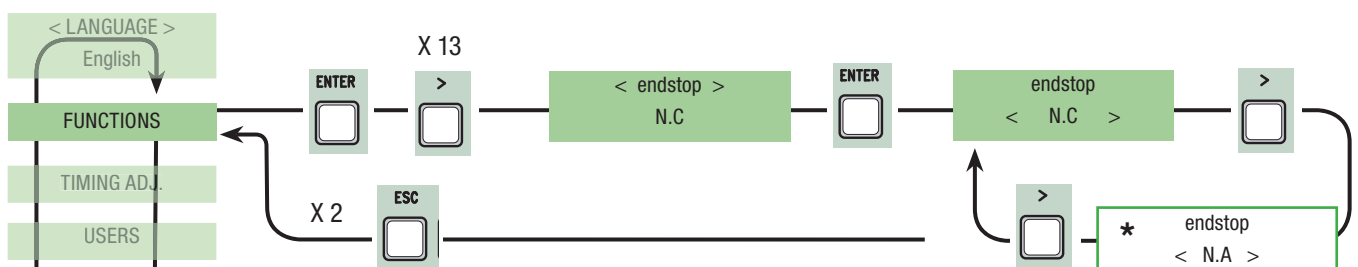 < LANGUAGE >
English
FUNCTIONS
TIMING ADJ.
USERS
ENTER
X 13
>
< endstop >
N.C
ENTER
endstop
< N.C >
>
X 2
ESC
>
* endstop
< N.A >